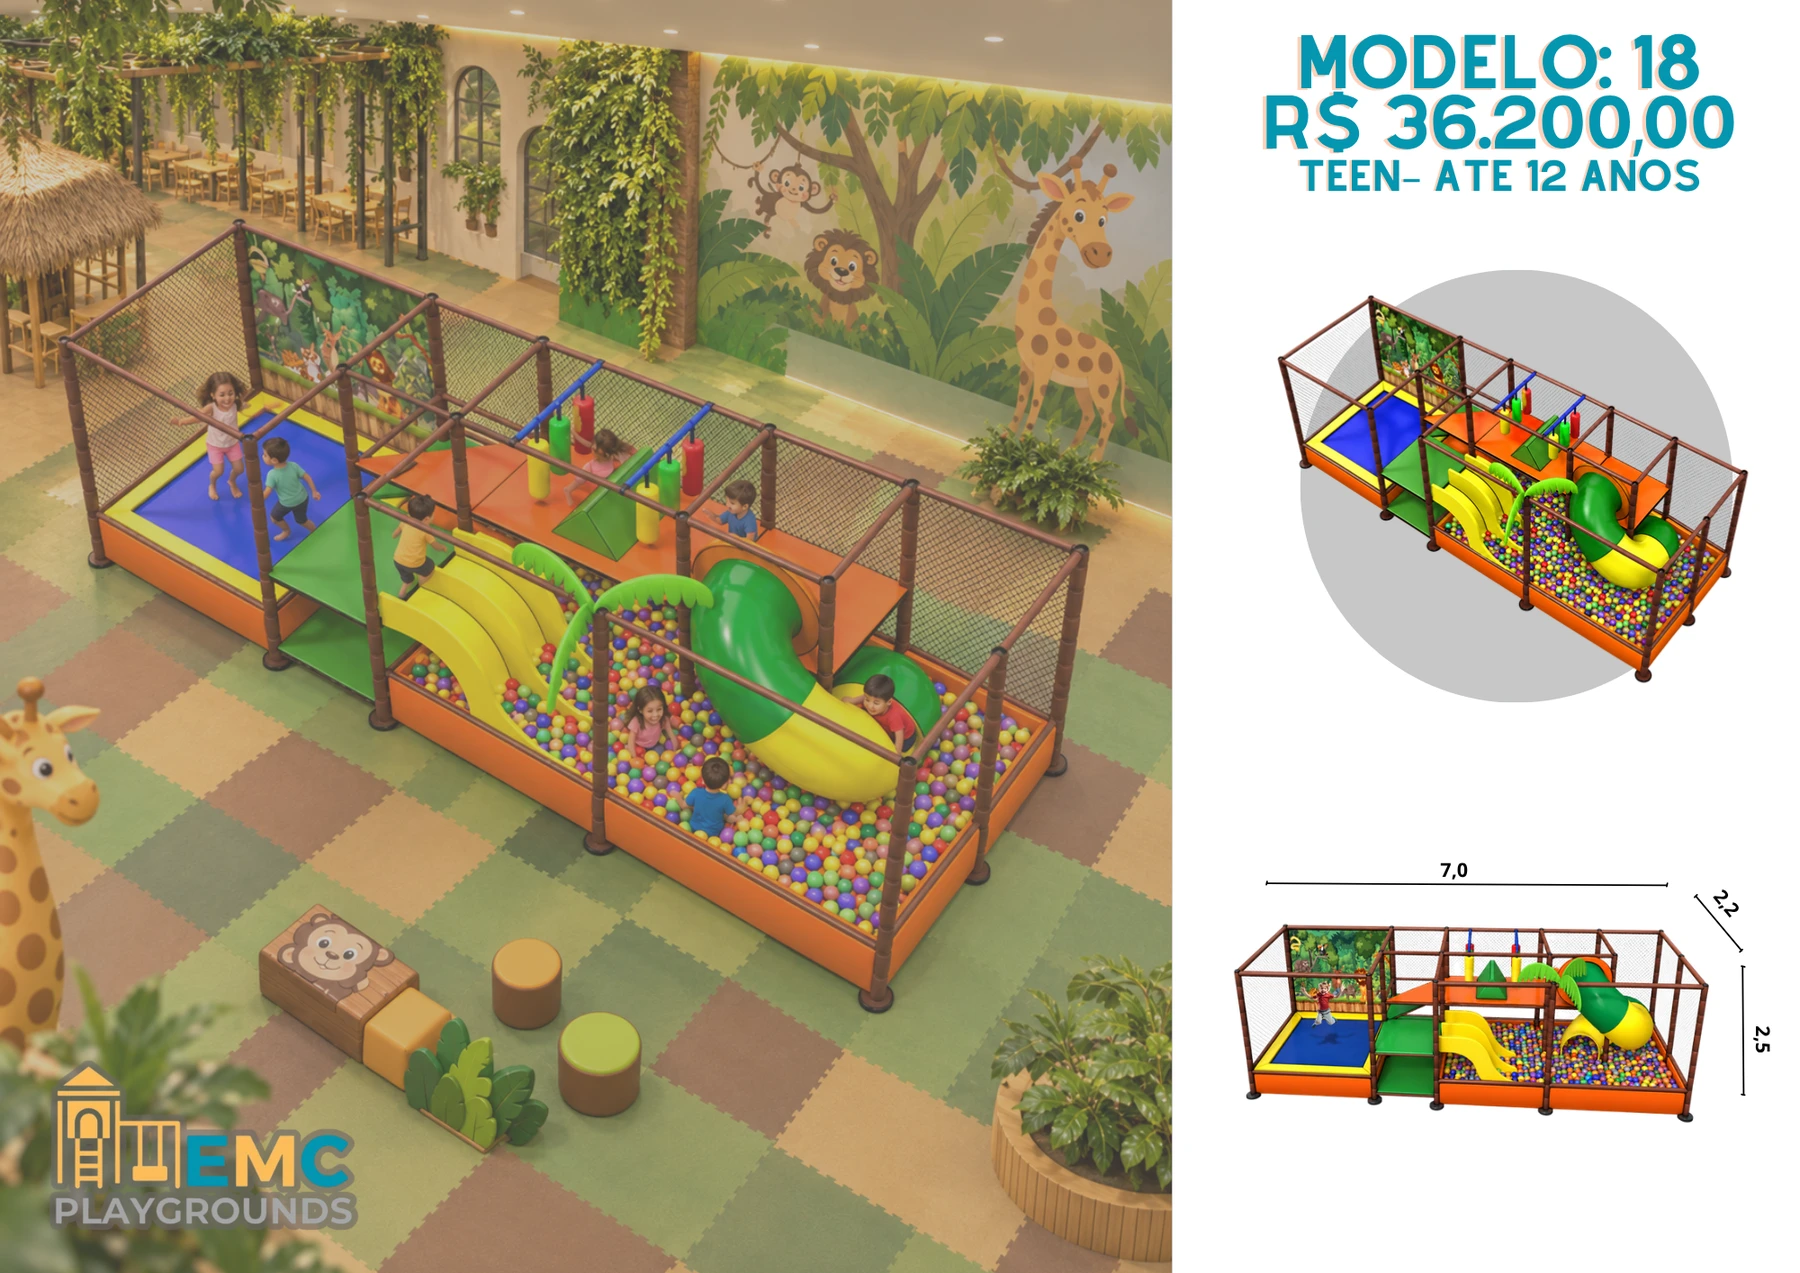 MODELO: 18
R$ 36.200,00
TEEN- ATE 12 ANOS
7,0
2,2
2,5
EMC
PLAYGROUNDS